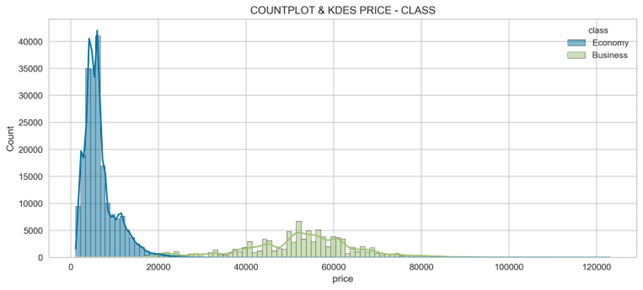 COUNTPLOT & KDES PRICE - CLASS
class
Economy
Business
Count
40000
35000
30000
25000
20000
15000
10000
5000
0
0 20000 40000 60000 80000 100000 120000
price